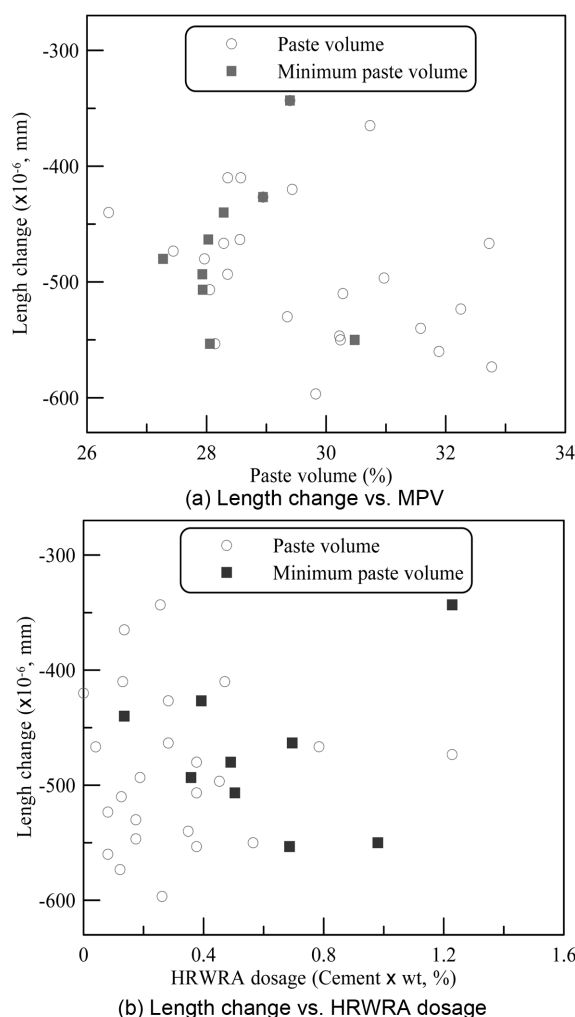 -300
-400
-500
-600
Lengh change (x10-6, mm)
Paste volume
Minimum paste volume
26 28 30 32 34
Paste volume (%)
(a) Length change vs. MPV
-300
-400
-500
-600
Lengh change (x10-6, mm)
Paste volume
Minimum paste volume
0 0.4 0.8 1.2 1.6
HRWRA dosage (Cement x wt, %)
(b) Length change vs. HRWRA dosage